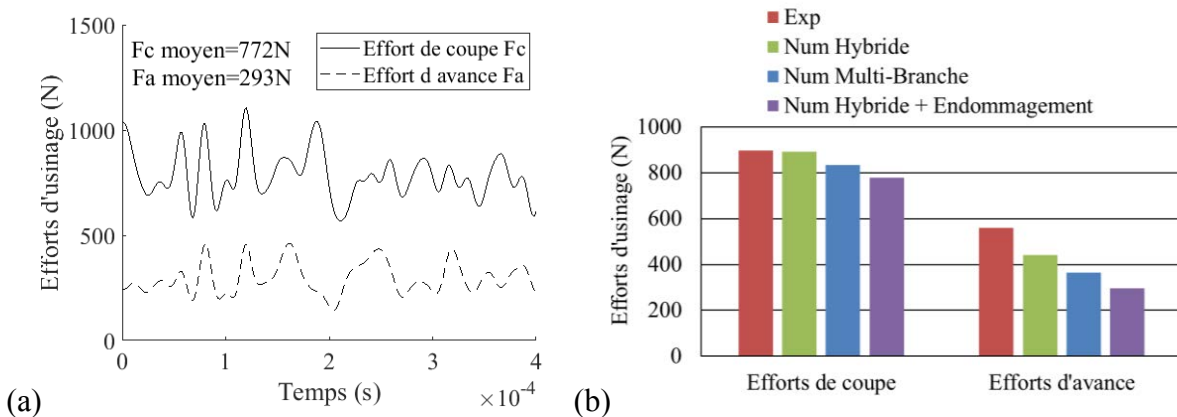 1500
1000
500
0
Efforts d'usinage (N)
Fc moyen=772N
Fa moyen=293N
Effort de coupe Fc
Effort d avance Fa
0 1 2 3 4
Temps (s)
×10⁻⁴
(a)
Exp
Num Hybride
Num Multi-Branche
Num Hybride + Endommagement
1000
800
600
400
200
0
Efforts d'usinage (N)
Efforts de coupe Efforts d'avance
(b)